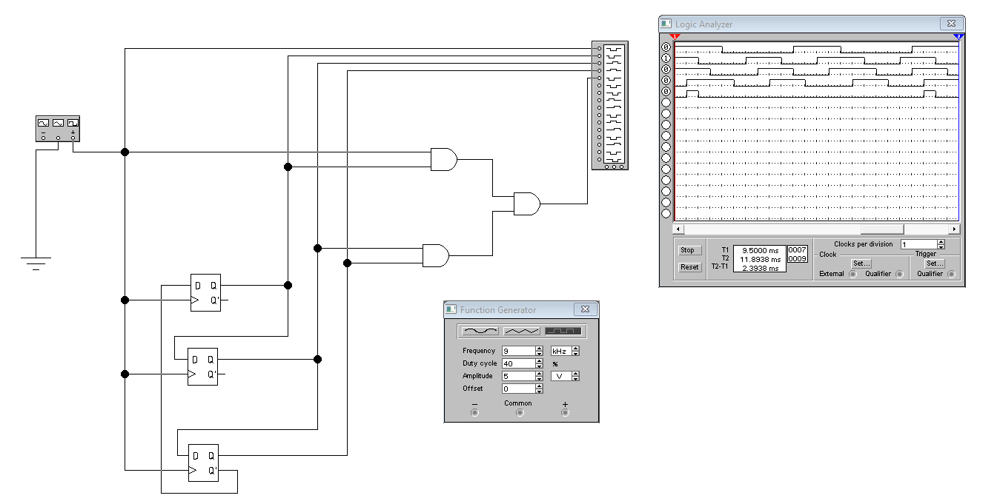 Logic Analyzer
1
2
0
1
0
0
0
Clocks per division 1
Stop
T1 9.5000 ms 0007
Clock
Trigger
T2 11.8938 ms 0009
Set...
Set...
Reset
T2-T1 2.3938 ms
External
Qualifier
Qualifier
−
+
D Q
Q'
D Q
Q'
D Q
Q'
Function Generator
Frequency 9 kHz
Duty cycle 40 %
Amplitude 5 V
Offset 0
−
Common
+